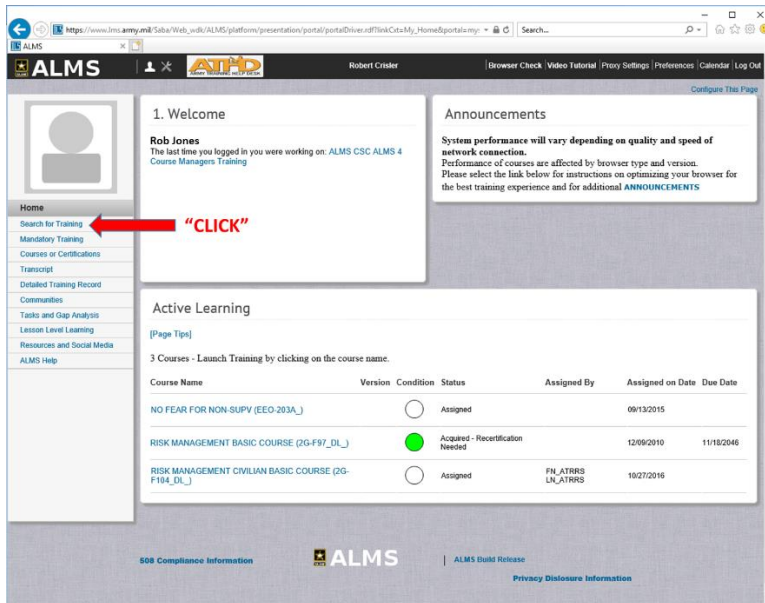 https://www.lms.army.mil/Saba/Web_wdk/ALMS/platform/presentation/portal/portalDriver.rdf?linkCxt=My_Home&portal=my: Search...
ALMS
ALMS ATHD Robert Crisler Browser Check | Video Tutorial | Proxy Settings | Preferences | Calendar | Log Out
ARMY TRAINING HELP DESK
Configure This Page
1. Welcome
Rob Jones
The last time you logged in you were working on: ALMS CSC ALMS 4
Course Managers Training
Announcements
System performance will vary depending on quality and speed of
network connection.
Performance of courses are affected by browser type and version.
Please select the link below for instructions on optimizing your browser for
the best training experience and for additional ANNOUNCEMENTS
Home
Search for Training
"CLICK"
Mandatory Training
Courses or Certifications
Transcript
Detailed Training Record
Communities
Tasks and Gap Analysis
Lesson Level Learning
Resources and Social Media
ALMS Help
Active Learning
[Page Tips]
3 Courses - Launch Training by clicking on the course name.
Course Name Version Condition Status Assigned By Assigned on Date Due Date
NO FEAR FOR NON-SUPV (EEO-203A_) Assigned 09/13/2015
RISK MANAGEMENT BASIC COURSE (2G-F97_DL_) Acquired - Recertification 12/09/2010 11/18/2046
Needed
RISK MANAGEMENT CIVILIAN BASIC COURSE (2G- Assigned FN_ATRRS 10/27/2016
F104_DL_) LN_ATRRS
508 Compliance Information ALMS | ALMS Build Release
Privacy Dislosure Information